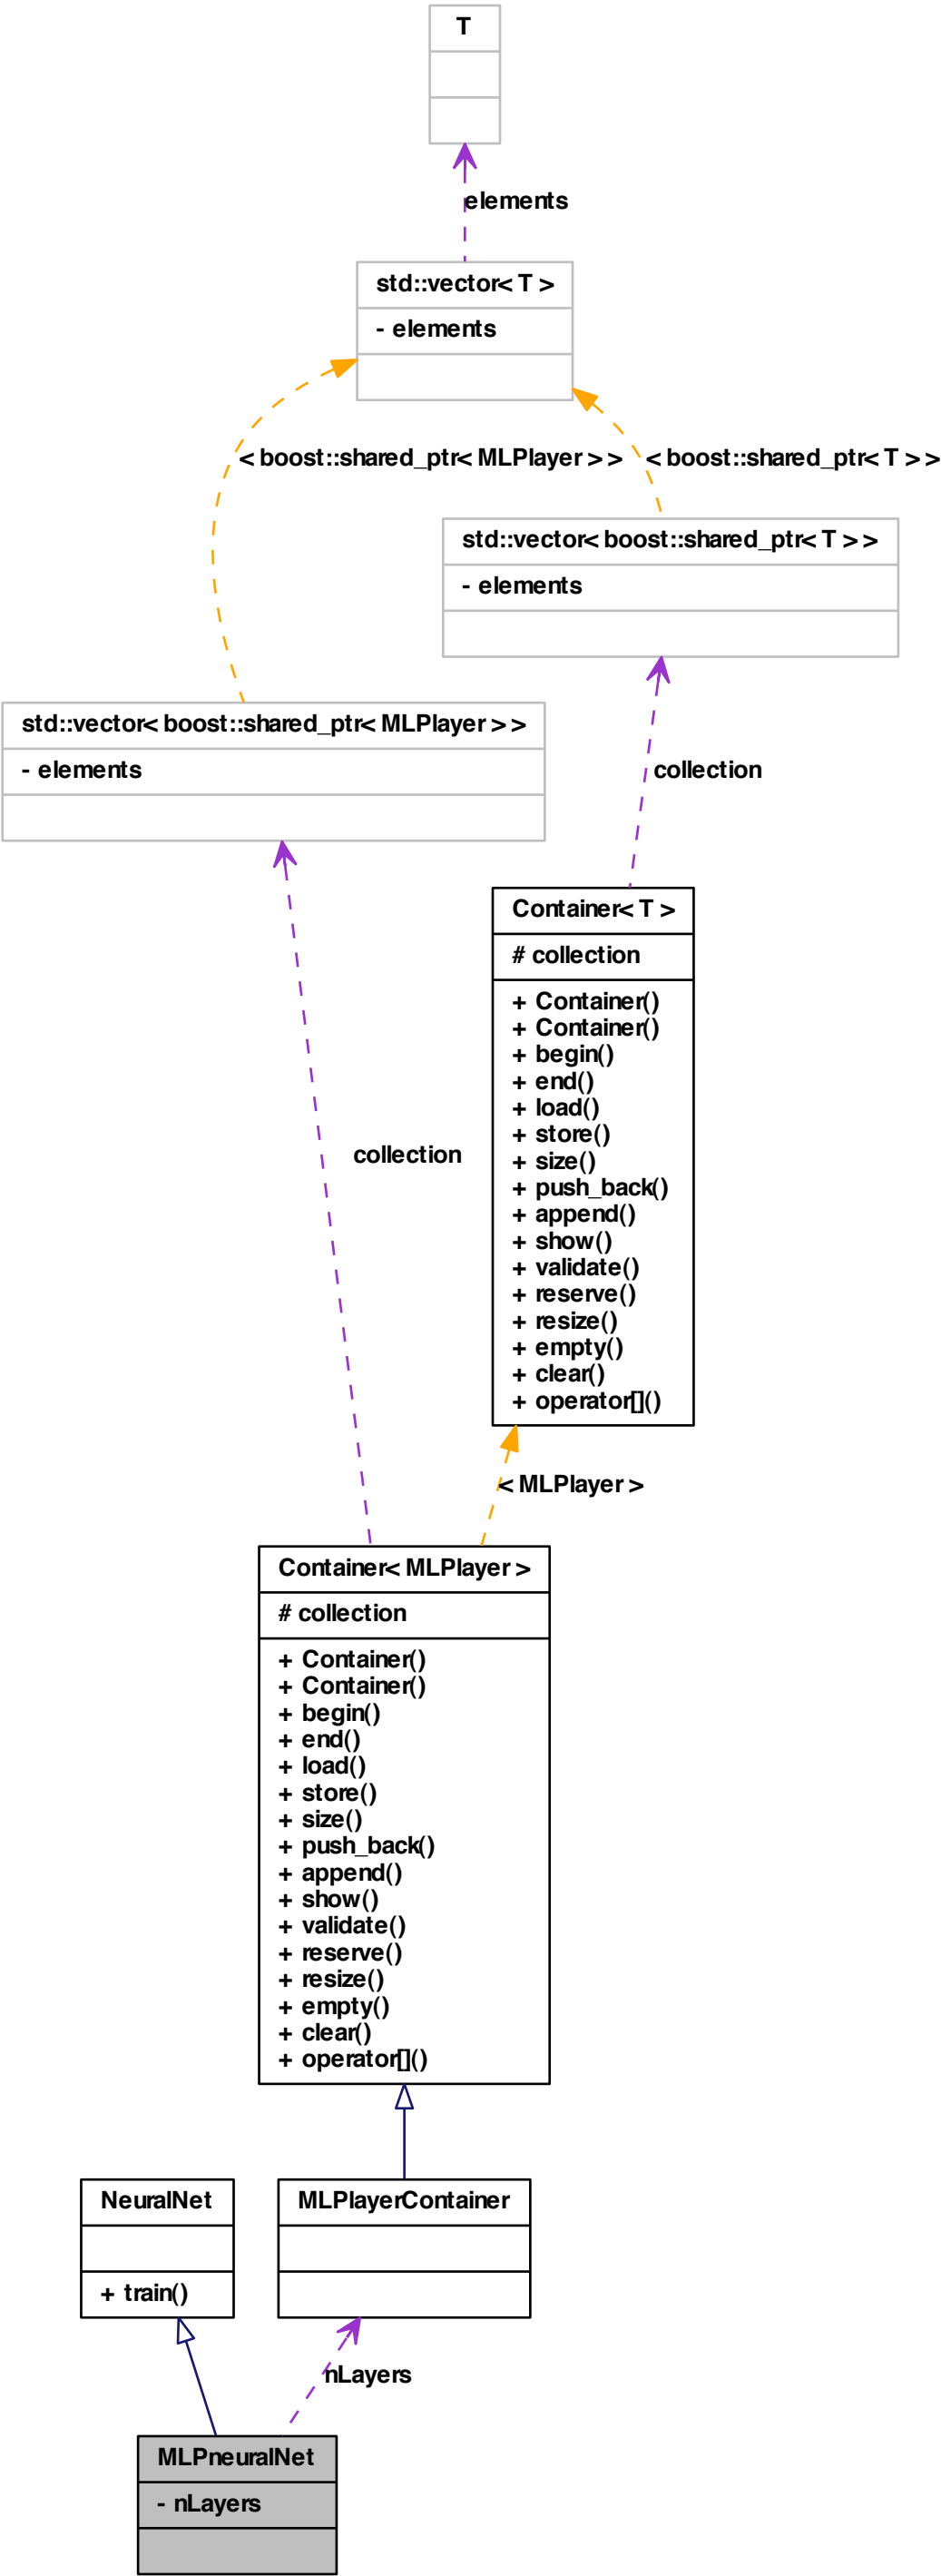 T
elements
std::vector< T >
- elements
< boost::shared_ptr< MLPlayer > >
< boost::shared_ptr< T > >
std::vector< boost::shared_ptr< T > >
- elements
std::vector< boost::shared_ptr< MLPlayer > >
- elements
collection
Container< T >
# collection
+ Container()
+ Container()
+ begin()
+ end()
+ load()
+ store()
+ size()
+ push_back()
+ append()
+ show()
+ validate()
+ reserve()
+ resize()
+ empty()
+ clear()
+ operator[]()
collection
< MLPlayer >
Container< MLPlayer >
# collection
+ Container()
+ Container()
+ begin()
+ end()
+ load()
+ store()
+ size()
+ push_back()
+ append()
+ show()
+ validate()
+ reserve()
+ resize()
+ empty()
+ clear()
+ operator[]()
NeuralNet
+ train()
MLPlayerContainer
nLayers
MLPneuralNet
- nLayers